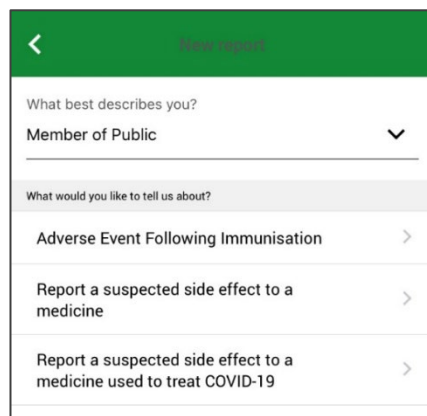 New report
What best describes you?
Member of Public
What would you like to tell us about?
Adverse Event Following Immunisation
Report a suspected side effect to a
medicine
Report a suspected side effect to a
medicine used to treat COVID-19